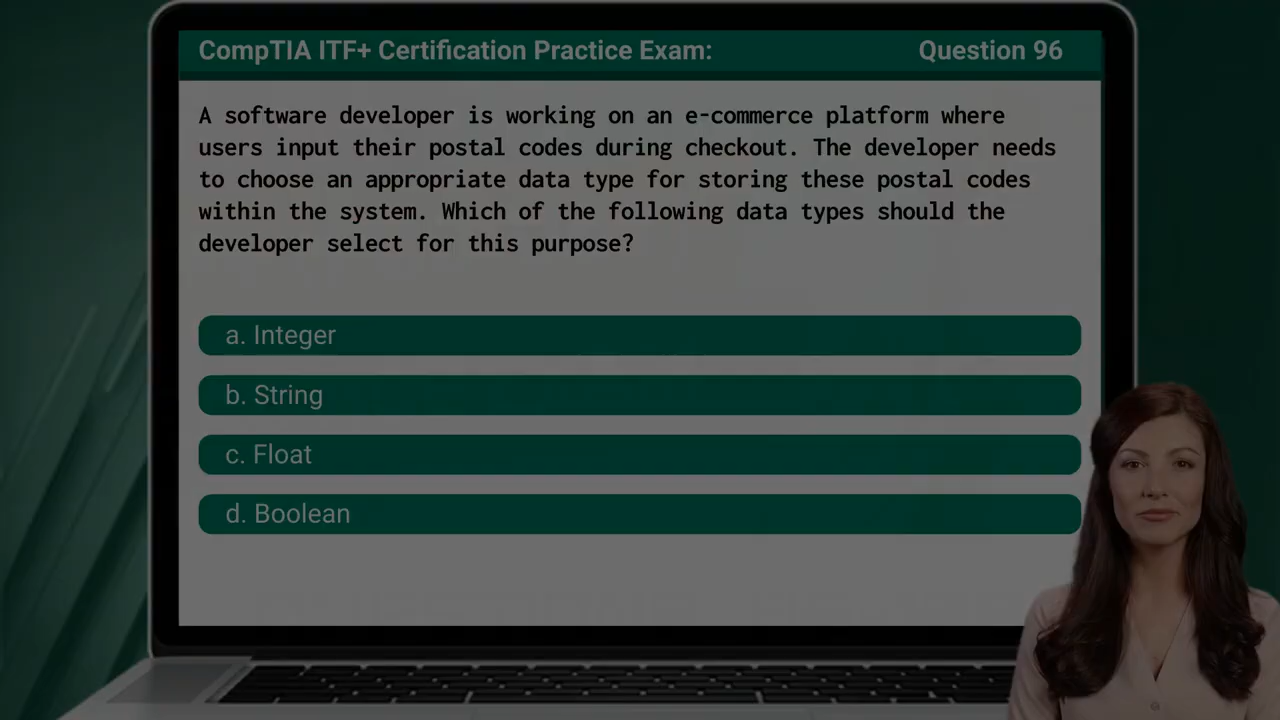 CompTIA ITF+ Certification Practice Exam: Question 96
A software developer is working on an e-commerce platform where
users input their postal codes during checkout. The developer needs
to choose an appropriate data type for storing these postal codes
within the system. Which of the following data types should the
developer select for this purpose?
a. Integer
b. String
c. Float
d. Boolean